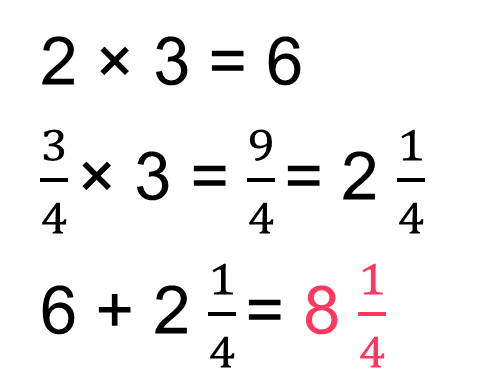 2 × 3 = 6
3/4 × 3 = 9/4 = 2 1/4
6 + 2 1/4 = 8 1/4